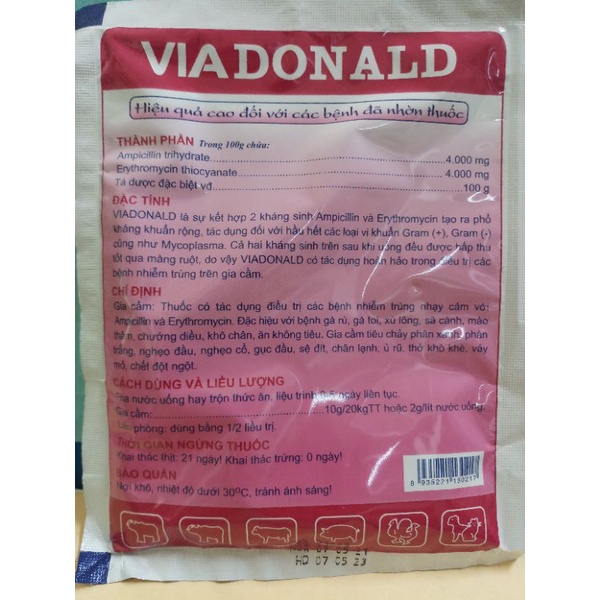 VIADONALD
Hiệu quả cao đối với các bệnh đã nhờn thuốc
THÀNH PHẦN Trong 100g chứa:
Ampicillin trihydrate 4.000 mg
Erythromycin thiocyanate 4.000 mg
Tá dược đặc biệt vđ 100 g
ĐẶC TÍNH
VIADONALD là sự kết hợp 2 kháng sinh Ampicillin và Erythromycin tạo ra phổ
kháng khuẩn rộng, tác dụng đối với hầu hết các loại vi khuẩn Gram (+), Gram (-)
cũng như Mycoplasma. Cả hai kháng sinh trên sau khi uống đều được hấp thu
tốt qua màng ruột, do vậy VIADONALD có tác dụng hoàn hảo trong điều trị các
bệnh nhiễm trùng trên gia cầm.
CHỈ ĐỊNH
Gia cầm: Thuốc có tác dụng điều trị các bệnh nhiễm trùng nhạy cảm với
Ampicillin và Erythromycin. Đặc hiệu với bệnh gà rù, gà toi, xù lông, sã cánh, mào
thâm, chướng diều, khô chân, ăn không tiêu. Gia cầm tiêu chảy phân xanh, phân
trắng, nghẹo đầu, nghẹo cổ, gục đầu, sệ đít, chân lạnh, ủ rũ, thở khò khè, vảy
mỏ, chết đột ngột.
CÁCH DÙNG VÀ LIỀU LƯỢNG
Pha nước uống hay trộn thức ăn, liệu trình 3-5 ngày liên tục.
Gia cầm: 10g/20kgTT hoặc 2g/lít nước uống.
phòng: dùng bằng 1/2 liều trị.
THỜI GIAN NGỪNG THUỐC
Khai thác thịt: 21 ngày! Khai thác trứng: 0 ngày!
BẢO QUẢN
Nơi khô, nhiệt độ dưới 30ºC, tránh ánh sáng!
HD 07 05 23